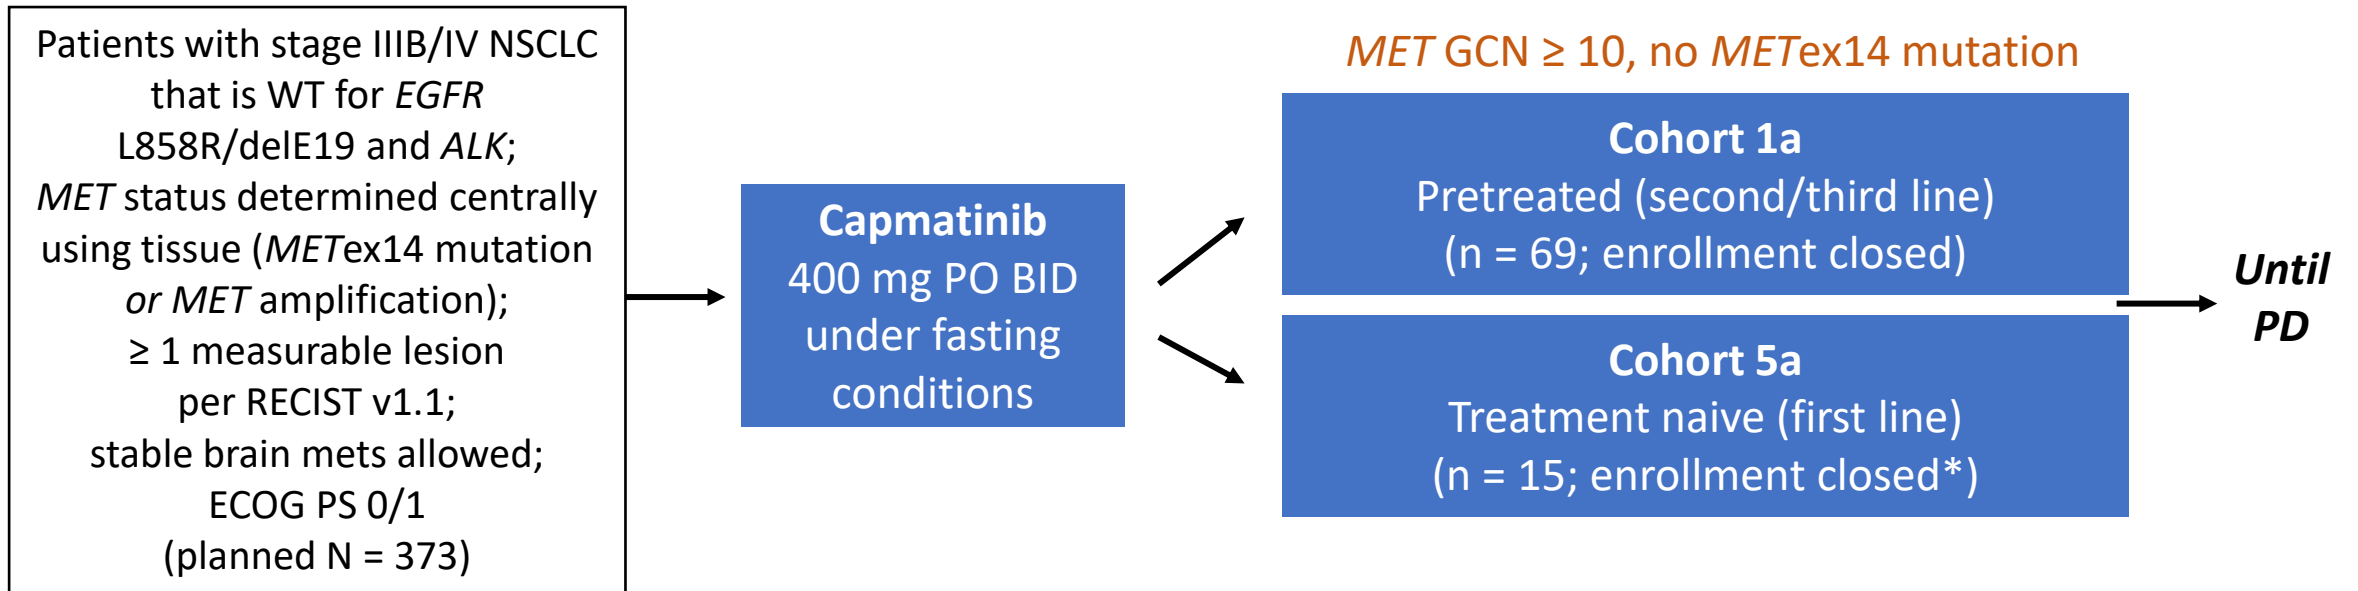 Patients with stage IIIB/IV NSCLC
that is WT for EGFR
L858R/delE19 and ALK;
MET status determined centrally
using tissue (METex14 mutation
or MET amplification);
≥ 1 measurable lesion
per RECIST v1.1;
stable brain mets allowed;
ECOG PS 0/1
(planned N = 373)
Capmatinib
400 mg PO BID
under fasting
conditions
MET GCN ≥ 10, no METex14 mutation
Cohort 1a
Pretreated (second/third line)
(n = 69; enrollment closed)
Cohort 5a
Treatment naive (first line)
(n = 15; enrollment closed*)
Until
PD